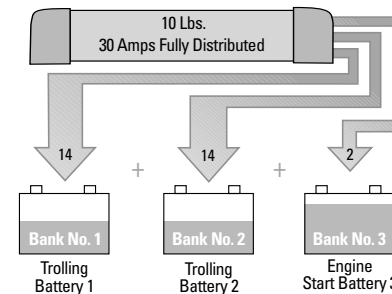 10 Lbs.
30 Amps Fully Distributed
14
+
14
+
2
Bank No. 1
Bank No. 2
Bank No. 3
Trolling
Battery 1
Trolling
Battery 2
Engine
Start Battery 3